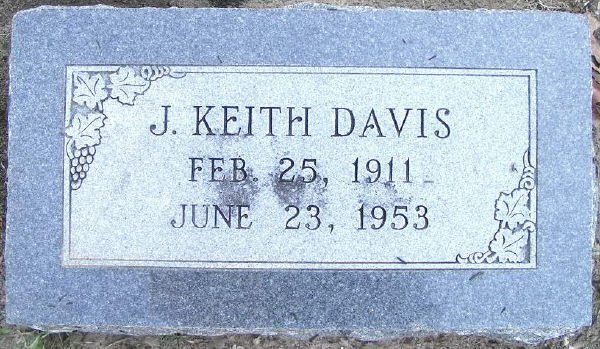 J. KEITH DAVIS
FEB. 25, 1911
JUNE 23, 1953